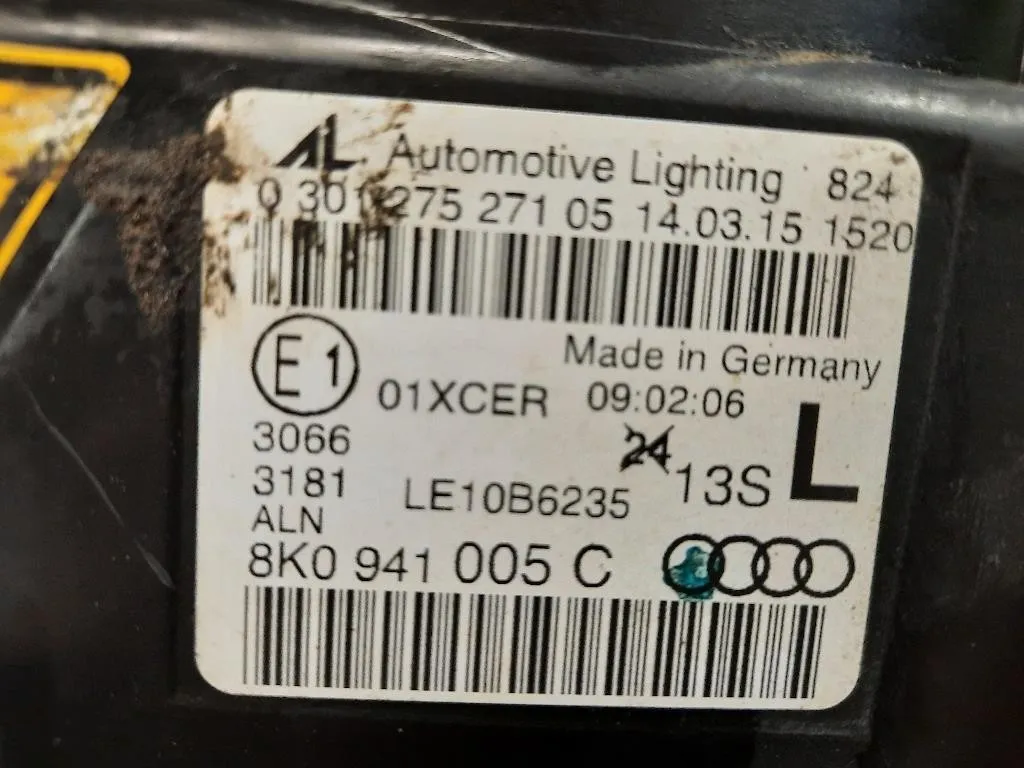 AL. Automotive Lighting 824
0 301 275 271 05 14.03.15 1520
Made in Germany
E1 01XCER 09:02:06
3066 24
3181 LE10B6235 13S L
ALN
8K0 941 005 C